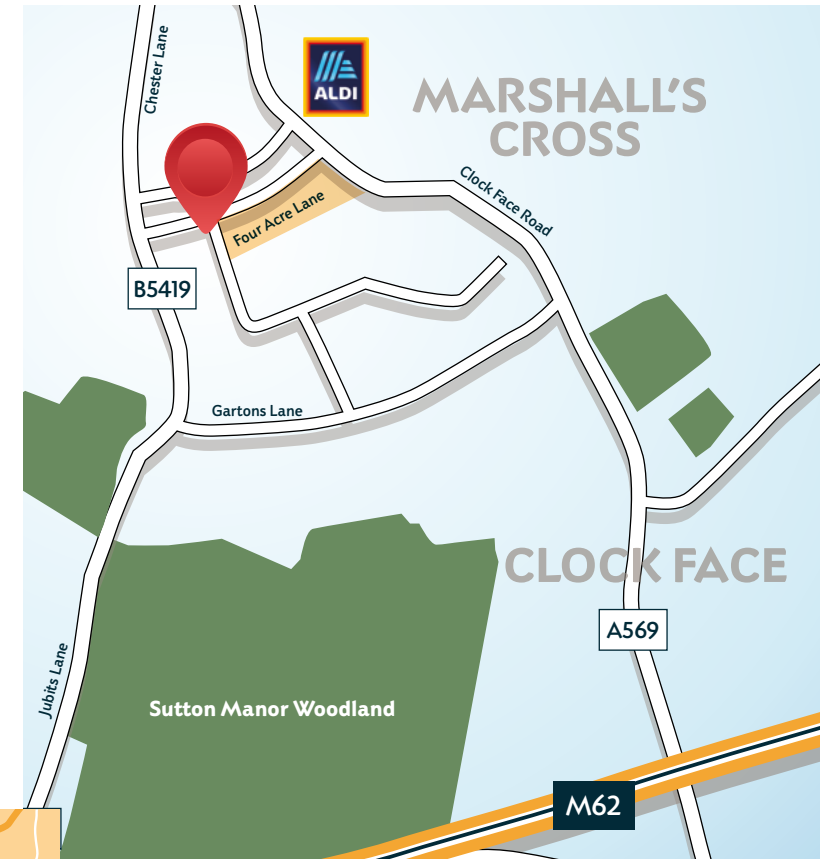 Chester Lane
ALDI
MARSHALL'S
CROSS
Clock Face Road
Four Acre Lane
B5419
Gartons Lane
CLOCK FACE
A569
Jubits Lane
Sutton Manor Woodland
M62